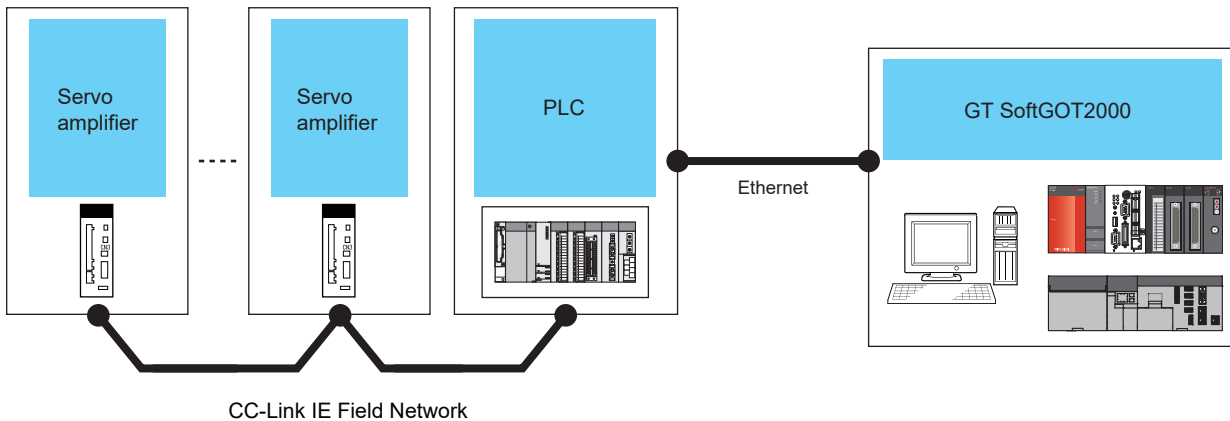 Servo
amplifier
Servo
amplifier
PLC
GT SoftGOT2000
Ethernet
CC-Link IE Field Network